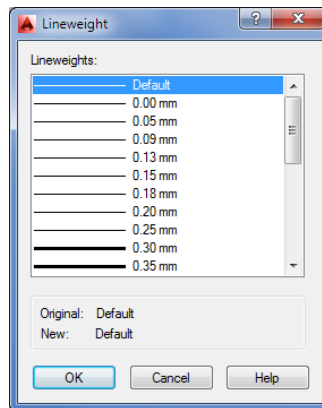 Lineweight
Lineweights:
Default
0.00 mm
0.05 mm
0.09 mm
0.13 mm
0.15 mm
0.18 mm
0.20 mm
0.25 mm
0.30 mm
0.35 mm
Original: Default
New: Default
OK Cancel Help